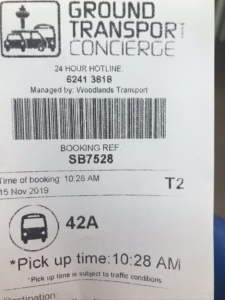 GROUND
TRANSPORT
CONCIERGE
24 HOUR HOTLINE:
6241 3818
Managed by: Woodlands Transport
BOOKING REF.
SB7528
Time of booking: 10:28 AM
T2
15 Nov 2019
42A
*Pick up time:10:28 AM
*Pick up time is subject to traffic conditions
Destination: